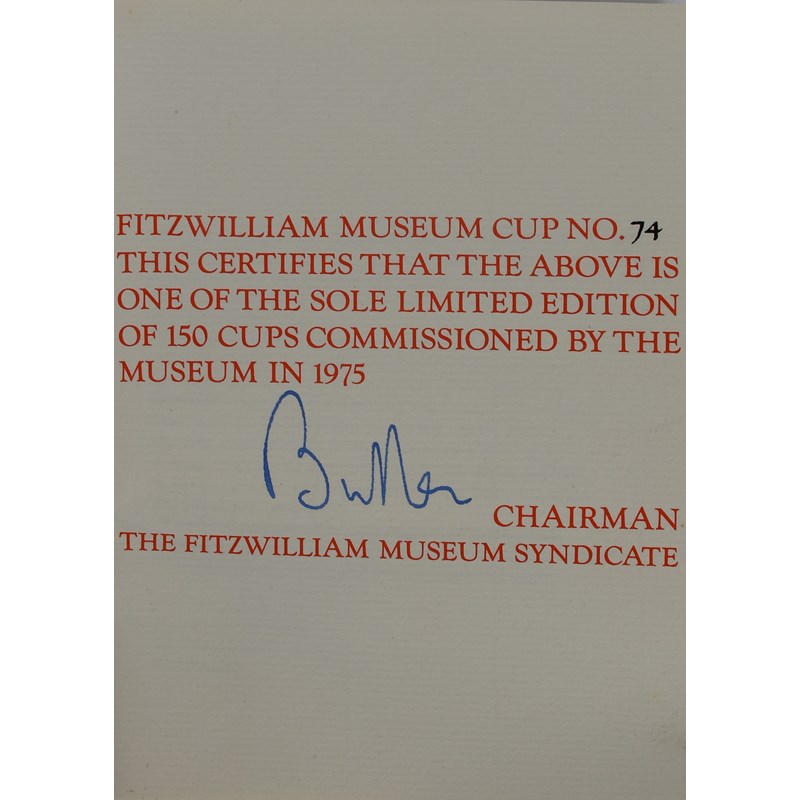 FITZWILLIAM MUSEUM CUP NO. 74
THIS CERTIFIES THAT THE ABOVE IS
ONE OF THE SOLE LIMITED EDITION
OF 150 CUPS COMMISSIONED BY THE
MUSEUM IN 1975
Butler
CHAIRMAN
THE FITZWILLIAM MUSEUM SYNDICATE